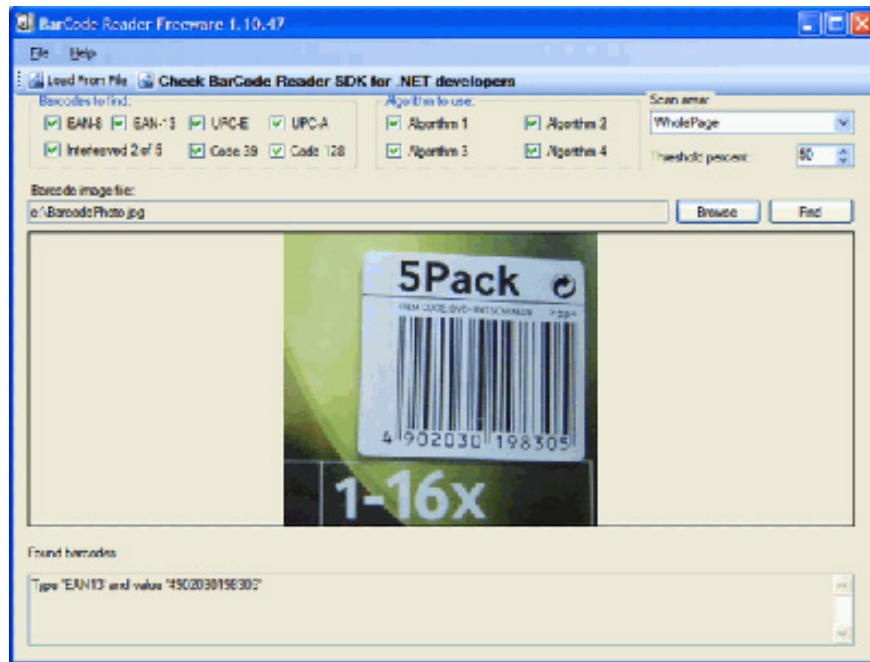 BarCode Reader Freeware 1.10.47
File Help
Load From File Check BarCode Reader SDK for .NET developers
Barcodes to find:
EAN-8 EAN-13 UPC-E UPC-A
Interleaved 2 of 5 Code 39 Code 128
Algorithm to use:
Algorithm 1 Algorithm 2
Algorithm 3 Algorithm 4
Scan area:
WholePage
Threshold percent: 50
Barcode image file:
e:\BarcodePhoto.jpg Browse Find
5Pack
ITEM CODE:
4 902030 198305
1-16x
Found barcodes
Type 'EAN13' and value '4902030198305'